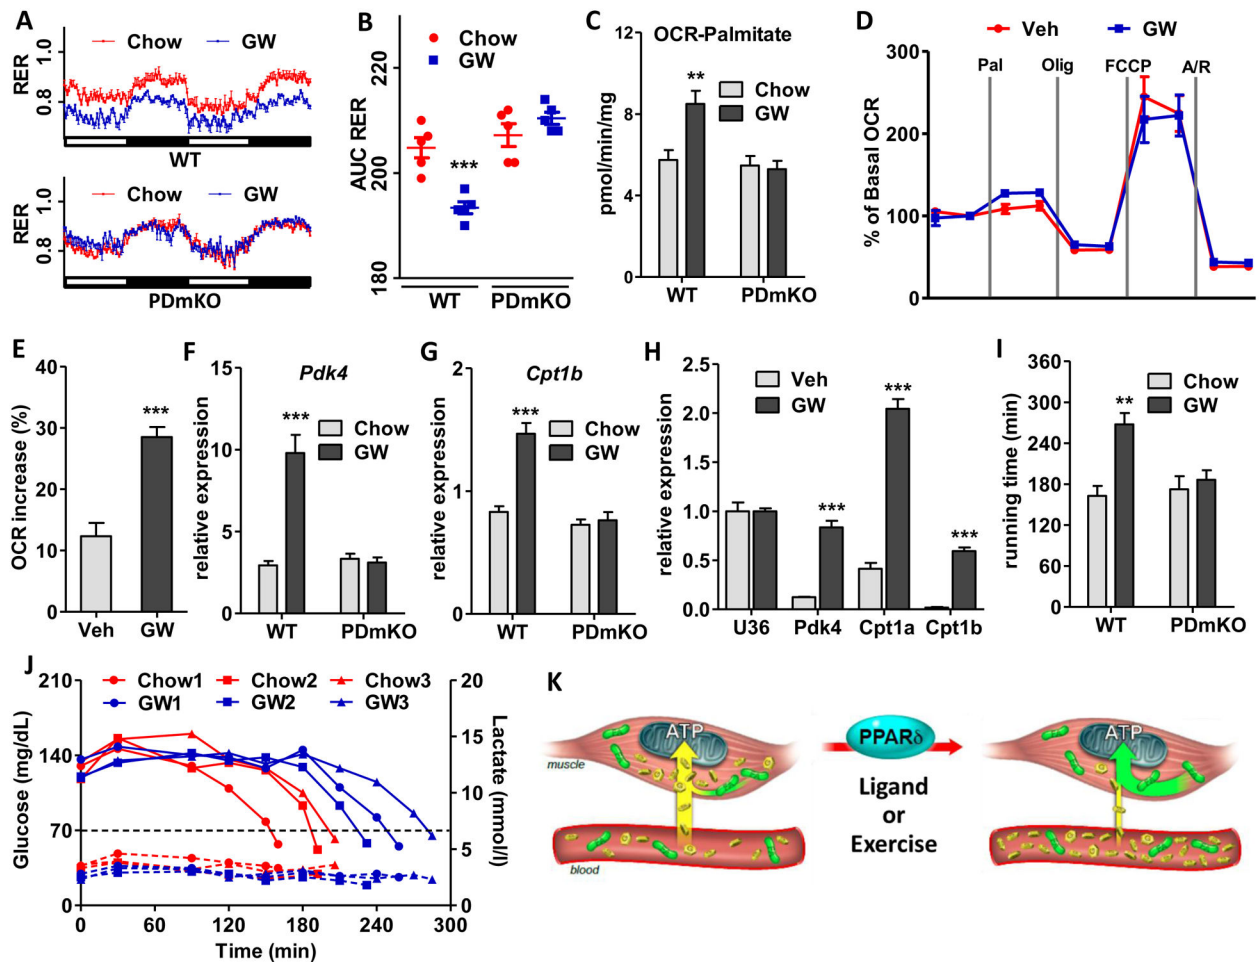 A
RER
1.0
0.8
Chow GW
WT
RER
1.0
0.8
Chow GW
PDmKO
B
Chow
GW
AUC RER
220
200
180
***
WT PDmKO
C
OCR-Palmitate
pmol/min/mg
12
8
4
0
**
Chow
GW
WT PDmKO
D
Veh GW
% of Basal OCR
300
250
200
150
100
50
0
Pal Olig FCCP A/R
E
OCR increase (%)
40
30
20
10
0
***
Veh GW
F
Pdk4
relative expression
15
10
5
0
***
Chow
GW
WT PDmKO
G
Cpt1b
relative expression
2
1
0
***
Chow
GW
WT PDmKO
H
Veh
GW
relative expression
2.5
2.0
1.5
1.0
0.5
0.0
***
***
***
U36 Pdk4 Cpt1a Cpt1b
I
running time (min)
360
300
240
180
120
60
0
**
Chow
GW
WT PDmKO
J
Chow1 Chow2 Chow3
GW1 GW2 GW3
Glucose (mg/dL)
210
140
70
0
Lactate (mmol/l)
20
15
10
5
0
0 60 120 180 240 300
Time (min)
K
ATP
muscle
blood
PPARδ
Ligand
or
Exercise
ATP